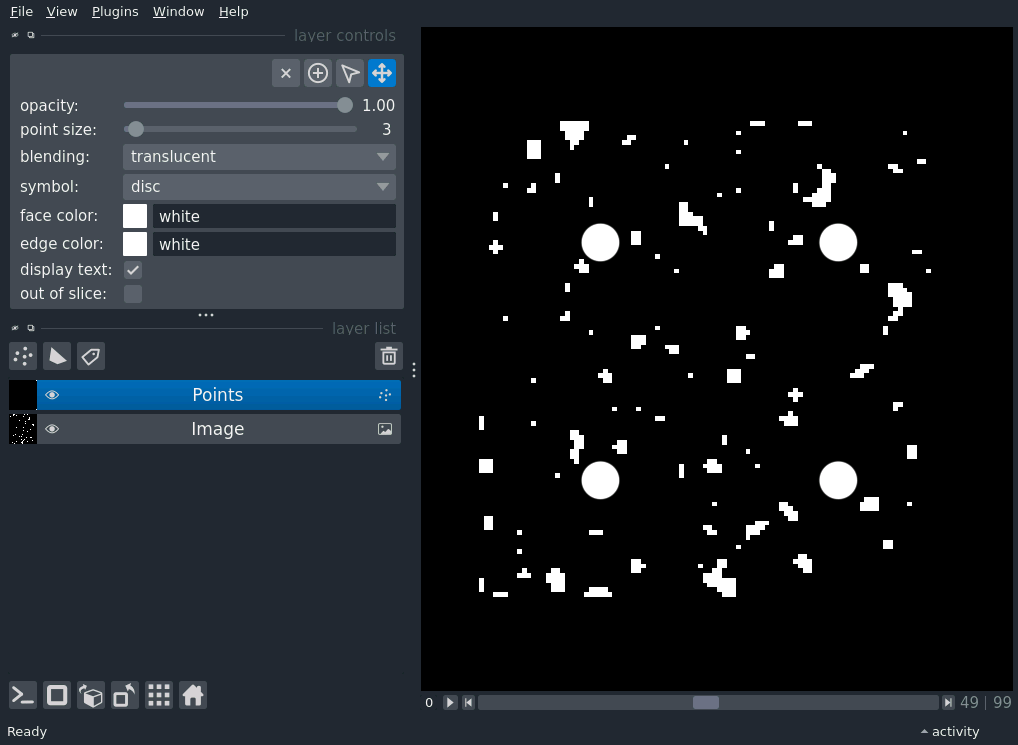 File View Plugins Window Help
layer controls
opacity: 1.00
point size: 3
blending: translucent
symbol: disc
face color: white
edge color: white
display text:
out of slice:
layer list
Points
Image
0 49 | 99
Ready activity